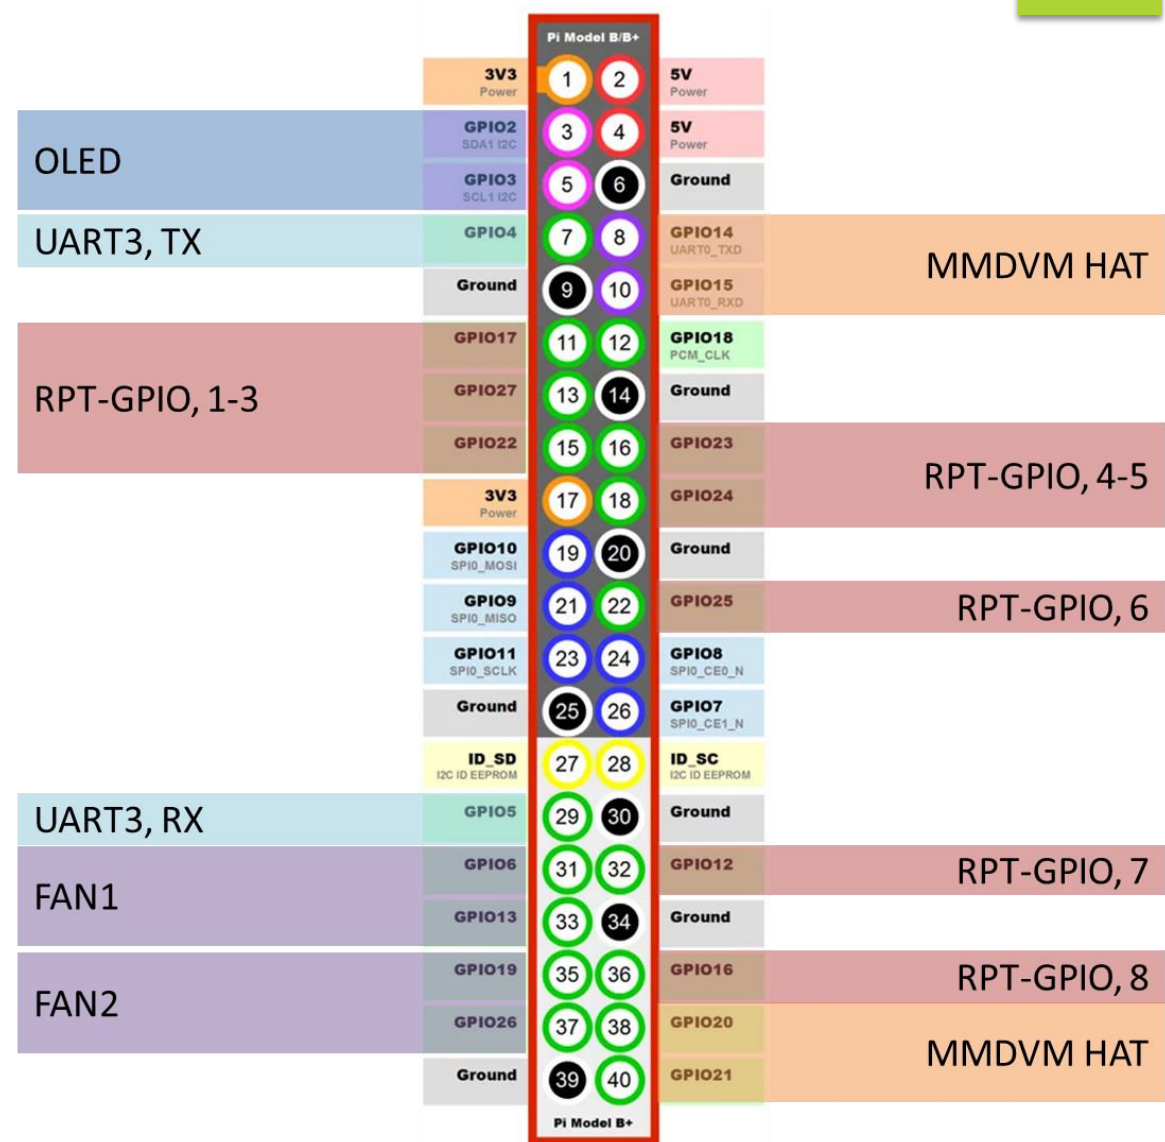 Pi Model B/B+
3V3 1 2 5V
Power Power
OLED
GPIO2 3 4 5V
SDA1 I2C Power
GPIO3 5 6 Ground
SCL1 I2C
UART3, TX GPIO4 7 8 GPIO14
UART0_TXD
MMDVM HAT
Ground 9 10 GPIO15
UART0_RXD
GPIO17 11 12 GPIO18
PCM_CLK
RPT-GPIO, 1-3 GPIO27 13 14 Ground
GPIO22 15 16 GPIO23
RPT-GPIO, 4-5
3V3 17 18 GPIO24
Power
GPIO10 19 20 Ground
SPI0_MOSI
GPIO9 21 22 GPIO25 RPT-GPIO, 6
SPI0_MISO
GPIO11 23 24 GPIO8
SPI0_SCLK SPI0_CE0_N
Ground 25 26 GPIO7
SPI0_CE1_N
ID_SD 27 28 ID_SC
I2C ID EEPROM I2C ID EEPROM
UART3, RX GPIO5 29 30 Ground
GPIO6 31 32 GPIO12 RPT-GPIO, 7
FAN1
GPIO13 33 34 Ground
GPIO19 35 36 GPIO16 RPT-GPIO, 8
FAN2
GPIO26 37 38 GPIO20
MMDVM HAT
Ground 39 40 GPIO21
Pi Model B+